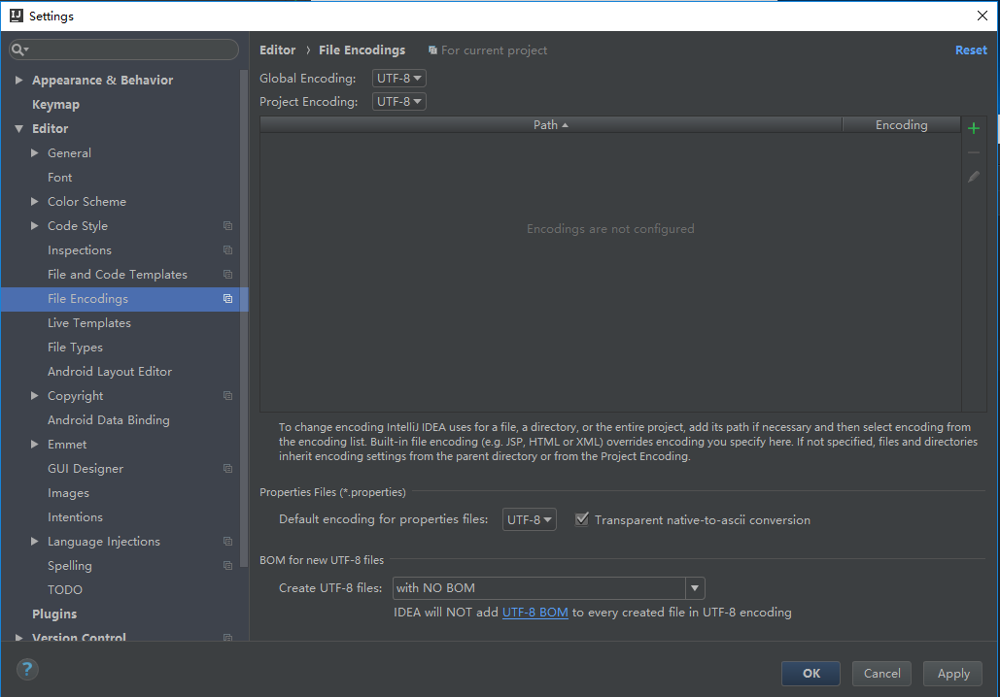 Settings
Appearance & Behavior
Keymap
Editor
General
Font
Color Scheme
Code Style
Inspections
File and Code Templates
File Encodings
Live Templates
File Types
Android Layout Editor
Copyright
Android Data Binding
Emmet
GUI Designer
Images
Intentions
Language Injections
Spelling
TODO
Plugins
Version Control
Editor › File Encodings For current project Reset
Global Encoding: UTF-8
Project Encoding: UTF-8
Path Encoding
Encodings are not configured
To change encoding IntelliJ IDEA uses for a file, a directory, or the entire project, add its path if necessary and then select encoding from
the encoding list. Built-in file encoding (e.g. JSP, HTML or XML) overrides encoding you specify here. If not specified, files and directories
inherit encoding settings from the parent directory or from the Project Encoding.
Properties Files (*.properties)
Default encoding for properties files: UTF-8 Transparent native-to-ascii conversion
BOM for new UTF-8 files
Create UTF-8 files: with NO BOM
IDEA will NOT add UTF-8 BOM to every created file in UTF-8 encoding
? OK Cancel Apply